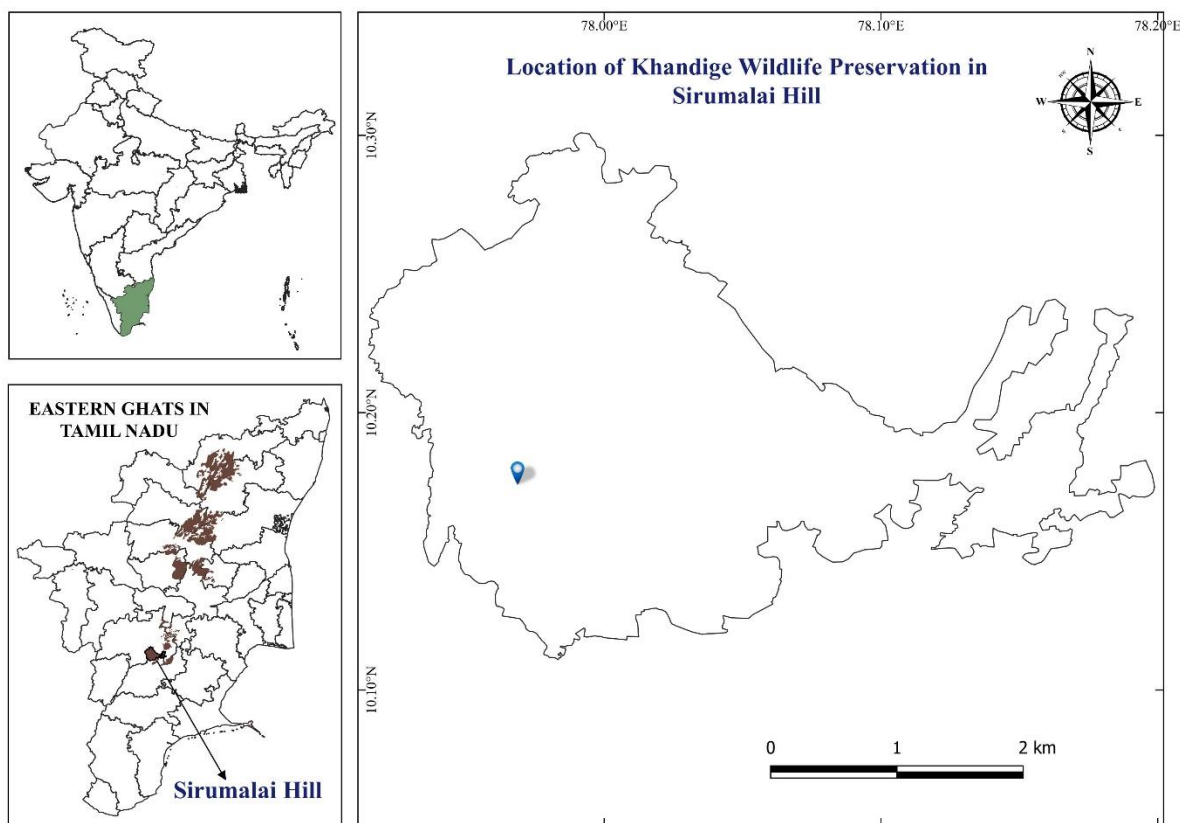 78.00°E
78.10°E
78.20°E
Location of Khandige Wildlife Preservation in
Sirumalai Hill
N
W
E
S
10.30°N
10.20°N
10.10°N
EASTERN GHATS IN
TAMIL NADU
Sirumalai Hill
0
1
2 km